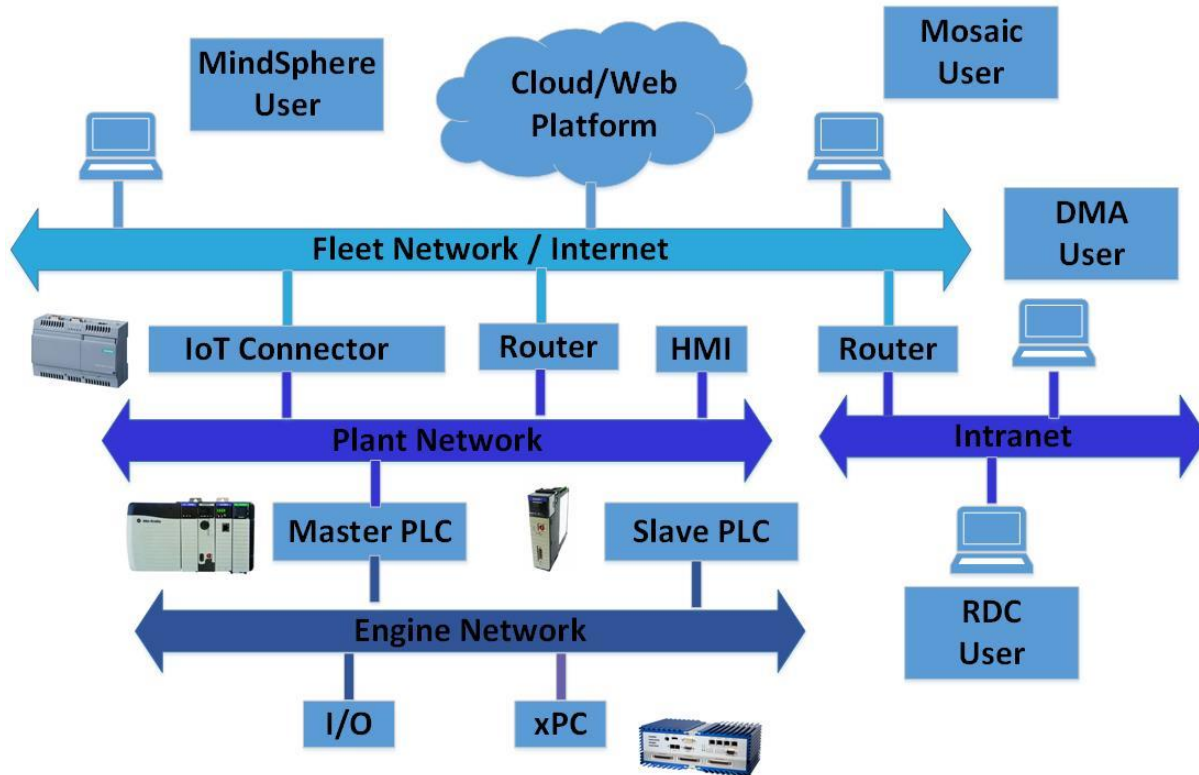 MindSphere
User
Cloud/Web
Platform
Mosaic
User
DMA
User
Fleet Network / Internet
IoT Connector
Router
HMI
Router
Plant Network
Intranet
Master PLC
Slave PLC
Engine Network
RDC
User
I/O
xPC